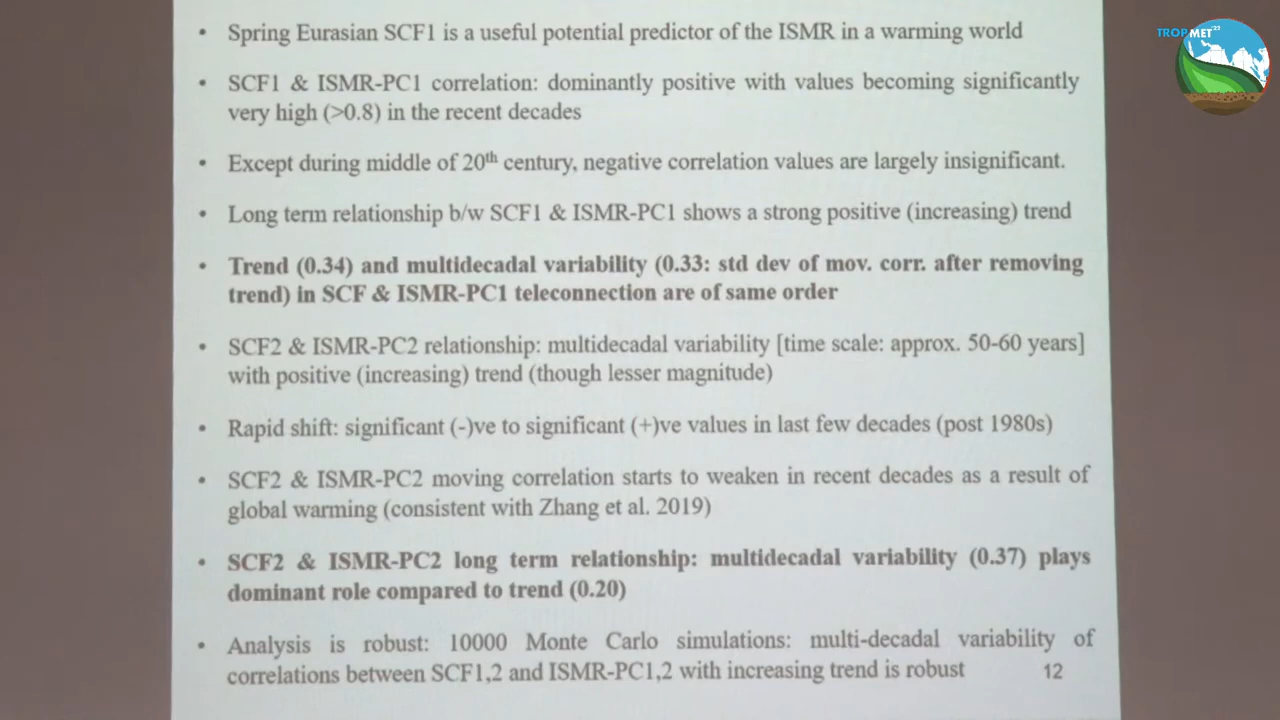 TROPMET'22
• Spring Eurasian SCF1 is a useful potential predictor of the ISMR in a warming world
• SCF1 & ISMR-PC1 correlation: dominantly positive with values becoming significantly
very high (>0.8) in the recent decades
• Except during middle of 20th century, negative correlation values are largely insignificant.
• Long term relationship b/w SCF1 & ISMR-PC1 shows a strong positive (increasing) trend
• Trend (0.34) and multidecadal variability (0.33: std dev of mov. corr. after removing
trend) in SCF & ISMR-PC1 teleconnection are of same order
• SCF2 & ISMR-PC2 relationship: multidecadal variability [time scale: approx. 50-60 years]
with positive (increasing) trend (though lesser magnitude)
• Rapid shift: significant (-)ve to significant (+)ve values in last few decades (post 1980s)
• SCF2 & ISMR-PC2 moving correlation starts to weaken in recent decades as a result of
global warming (consistent with Zhang et al. 2019)
• SCF2 & ISMR-PC2 long term relationship: multidecadal variability (0.37) plays
dominant role compared to trend (0.20)
• Analysis is robust: 10000 Monte Carlo simulations: multi-decadal variability of
correlations between SCF1,2 and ISMR-PC1,2 with increasing trend is robust
12